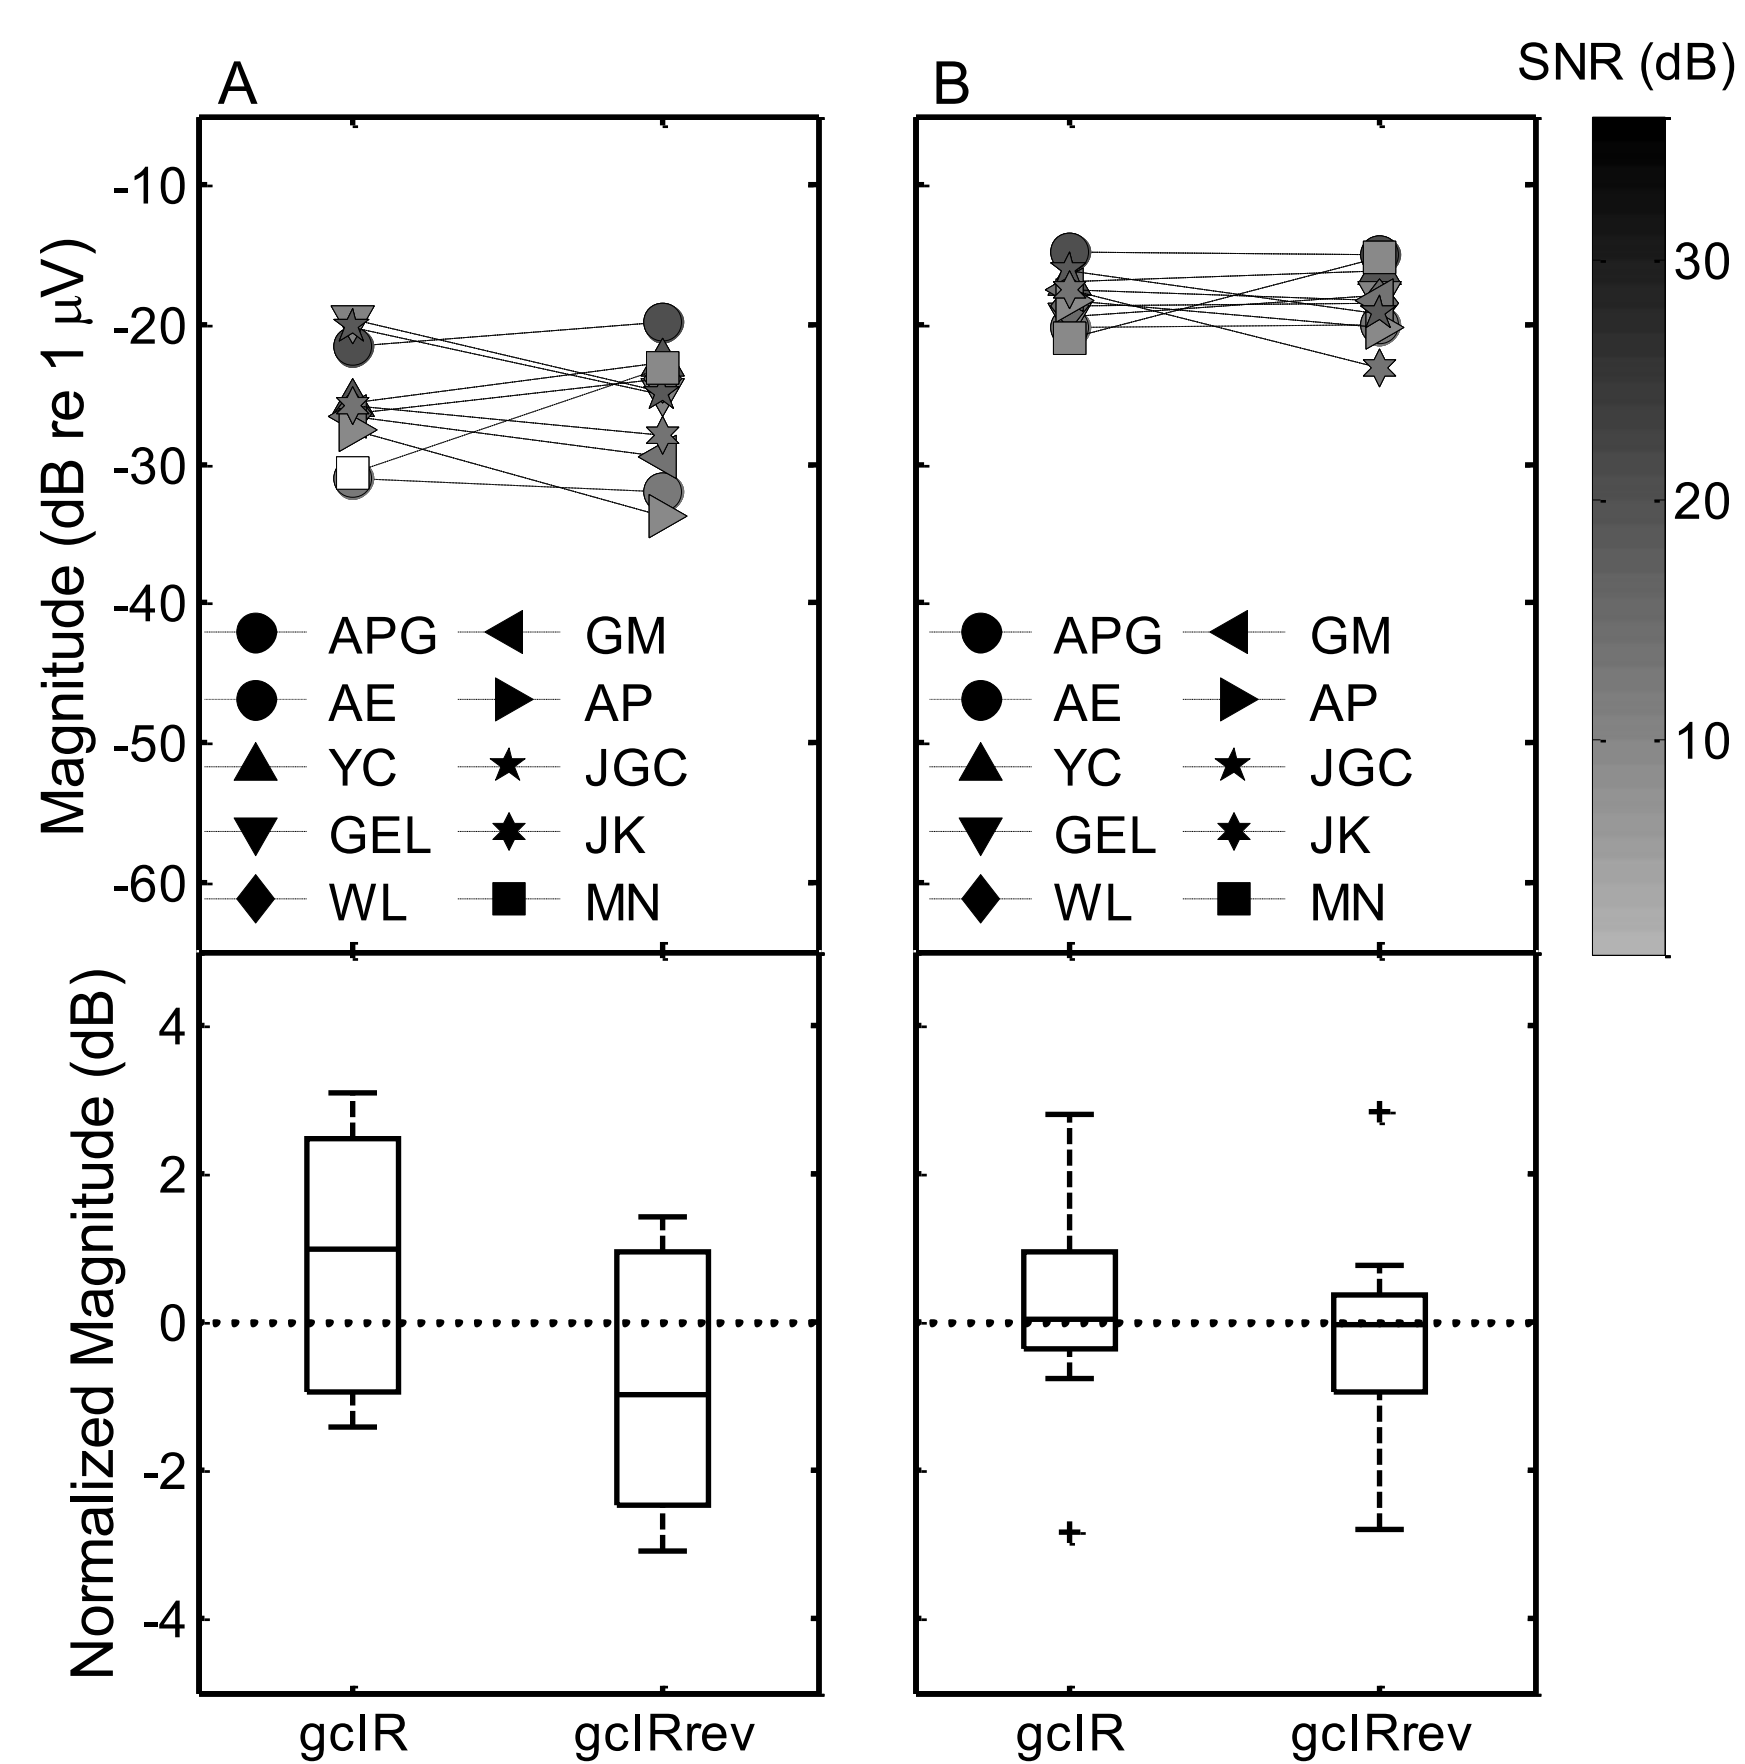 SNR (dB)
A
B
Magnitude (dB re 1 μV)
-10
-20
-30
-40
-50
-60
APG
GM
AE
AP
YC
JGC
GEL
JK
WL
MN
APG
GM
AE
AP
YC
JGC
GEL
JK
WL
MN
30
20
10
Normalized Magnitude (dB)
4
2
0
-2
-4
gcIR
gcIRrev
gcIR
gcIRrev